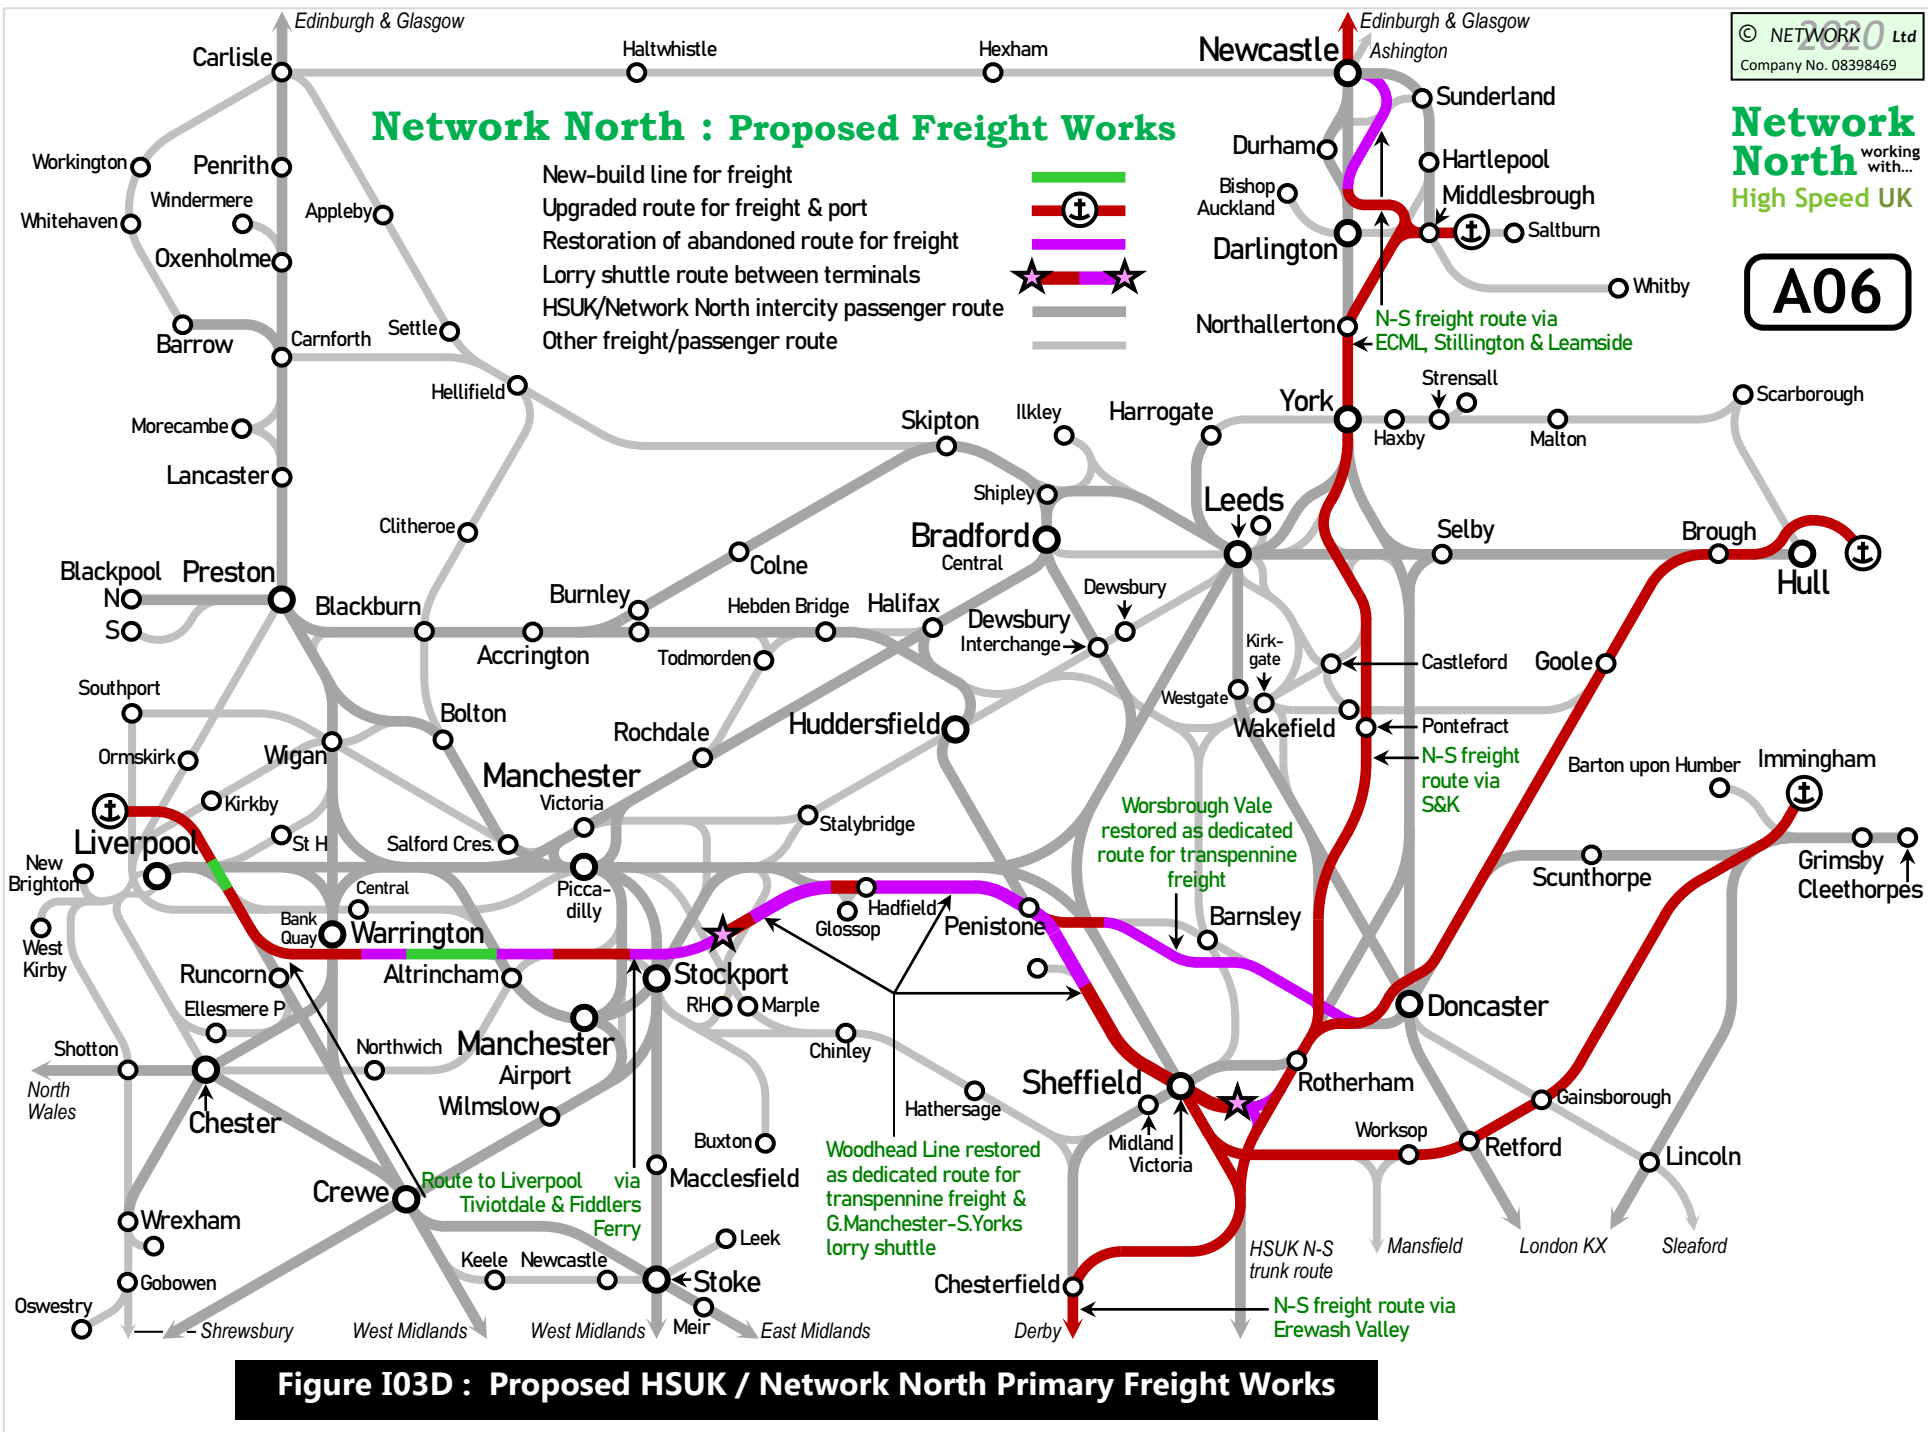 Edinburgh & Glasgow
Edinburgh & Glasgow
Carlisle
Haltwhistle
Hexham
Newcastle
Ashington
© NETWORK 2020 Ltd
Company No. 08398469
Sunderland
Network North : Proposed Freight Works
Network
North working
with...
High Speed UK
Workington
Penrith
Durham
Hartlepool
New-build line for freight
Upgraded route for freight & port
Restoration of abandoned route for freight
Lorry shuttle route between terminals
HSUK/Network North intercity passenger route
Other freight/passenger route
Windermere
Bishop
Auckland
Middlesbrough
Whitehaven
Appleby
Saltburn
Oxenholme
Darlington
A06
Whitby
Barrow
Carnforth
Settle
Northallerton
N-S freight route via
ECML, Stillington & Leamside
Hellifield
Strensall
Scarborough
Morecambe
Skipton
Ilkley
Harrogate
York
Haxby
Malton
Lancaster
Shipley
Leeds
Clitheroe
Bradford
Central
Selby
Brough
Hull
Colne
Blackpool
N
S
Preston
Blackburn
Burnley
Hebden Bridge
Halifax
Dewsbury
Dewsbury
Interchange
Accrington
Todmorden
Kirk-
gate
Castleford
Goole
Southport
Westgate
Wakefield
Pontefract
Bolton
Rochdale
Huddersfield
Ormskirk
Wigan
N-S freight
route via
S&K
Barton upon Humber
Immingham
Manchester
Victoria
Kirkby
Worsbrough Vale
restored as dedicated
route for transpennine
freight
Liverpool
St H
Salford Cres.
Stalybridge
New
Brighton
Central
Picca-
dilly
Grimsby
Cleethorpes
Scunthorpe
Bank
Quay
Warrington
Glossop
Hadfield
Penistone
Barnsley
West
Kirby
Runcorn
Altrincham
Stockport
Ellesmere P
RH
Marple
Doncaster
Shotton
Northwich
Manchester
Airport
Chinley
North
Wales
Sheffield
Rotherham
Chester
Wilmslow
Hathersage
Midland
Victoria
Gainsborough
Buxton
Worksop
Retford
Lincoln
Macclesfield
Woodhead Line restored
as dedicated route for
transpennine freight &
G.Manchester-S.Yorks
lorry shuttle
Crewe
Route to Liverpool via
Tiviotdale & Fiddlers
Ferry
Wrexham
Leek
HSUK N-S
trunk route
Mansfield
London KX
Sleaford
Keele
Newcastle
Stoke
Gobowen
Chesterfield
Oswestry
Meir
N-S freight route via
Erewash Valley
Shrewsbury
West Midlands
West Midlands
East Midlands
Derby
Figure I03D : Proposed HSUK / Network North Primary Freight Works